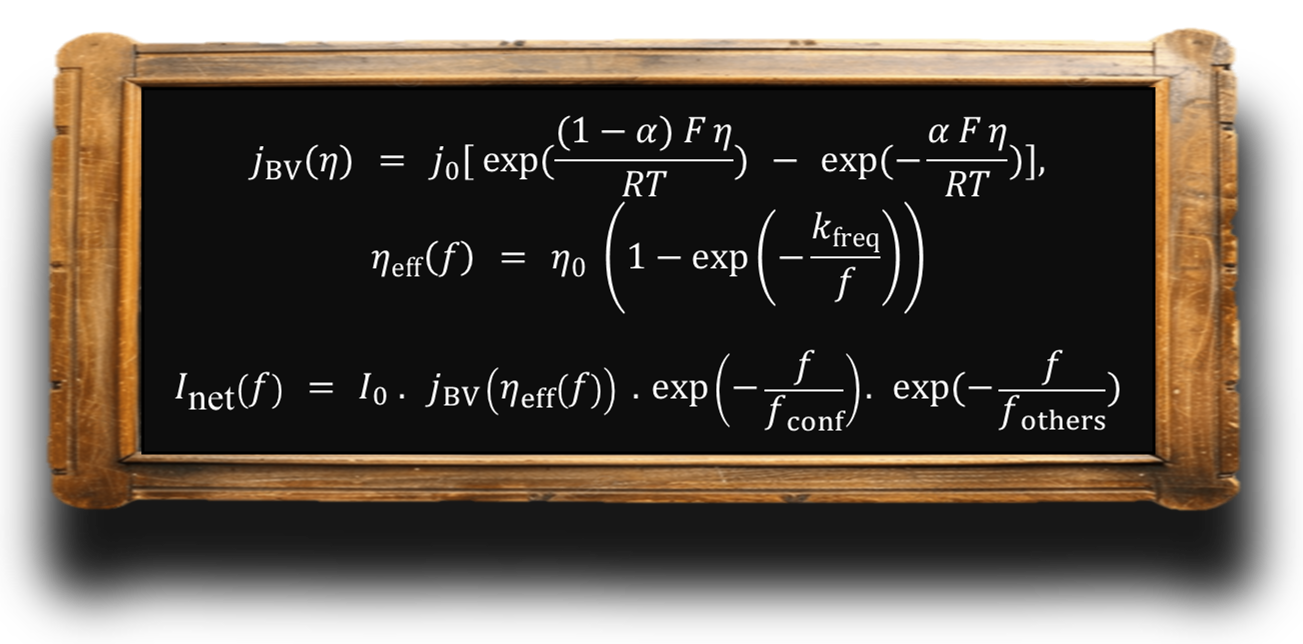 j_BV(η) = j_0[ exp((1 − α) F η / RT) − exp(− α F η / RT)],
η_eff(f) = η_0 (1 − exp(− k_freq / f))
I_net(f) = I_0 . j_BV(η_eff(f)) . exp(− f / f_conf). exp(− f / f_others)